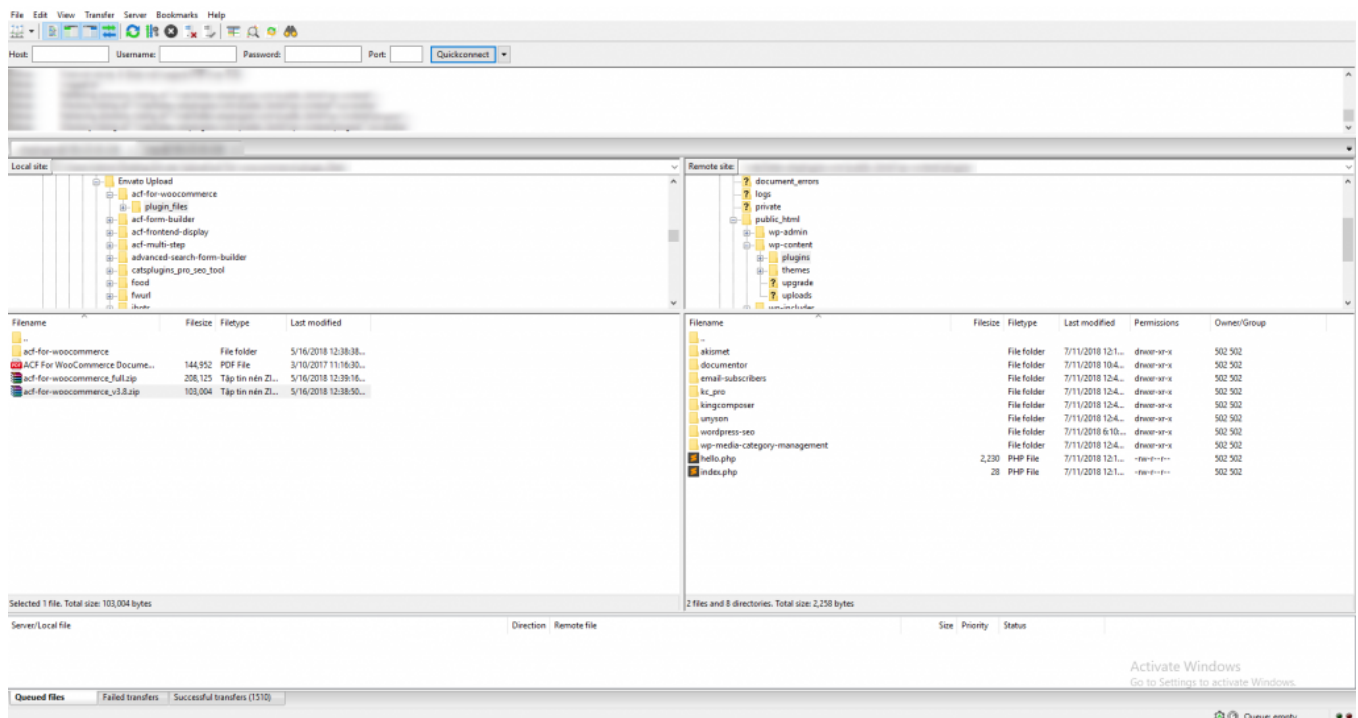 File Edit View Transfer Server Bookmarks Help
Host: Username: Password: Port: Quickconnect
Local site:
Envato Upload
acf-for-woocommerce
plugin_files
acf-form-builder
acf-frontend-display
acf-multi-step
advanced-search-form-builder
catsplugins_pro_seo_tool
food
fwurl
Remote site:
? document_errors
? logs
? private
public_html
wp-admin
wp-content
plugins
themes
? upgrade
? uploads
wp-includes
Filename Filesize Filetype Last modified
..
acf-for-woocommerce File folder 5/16/2018 12:38:38...
ACF For WooCommerce Docume... 144,952 PDF File 3/10/2017 11:16:30...
acf-for-woocommerce_full.zip 208,125 Tập tin nén ZI... 5/16/2018 12:39:16...
acf-for-woocommerce_v3.8.zip 103,004 Tập tin nén ZI... 5/16/2018 12:38:50...
Selected 1 file. Total size: 103,004 bytes
Filename Filesize Filetype Last modified Permissions Owner/Group
..
akismet File folder 7/11/2018 12:1... drwxr-xr-x 502 502
documentor File folder 7/11/2018 10:4... drwxr-xr-x 502 502
email-subscribers File folder 7/11/2018 12:4... drwxr-xr-x 502 502
kc_pro File folder 7/11/2018 12:4... drwxr-xr-x 502 502
kingcomposer File folder 7/11/2018 12:4... drwxr-xr-x 502 502
unyson File folder 7/11/2018 12:4... drwxr-xr-x 502 502
wordpress-seo File folder 7/11/2018 6:10:... drwxr-xr-x 502 502
wp-media-category-management File folder 7/11/2018 12:4... drwxr-xr-x 502 502
hello.php 2,230 PHP File 7/11/2018 12:1... -rw-r--r-- 502 502
index.php 28 PHP File 7/11/2018 12:1... -rw-r--r-- 502 502
2 files and 8 directories. Total size: 2,258 bytes
Server/Local file Direction Remote file Size Priority Status
Activate Windows
Go to Settings to activate Windows.
Queued files Failed transfers Successful transfers (1510)
Queue: empty